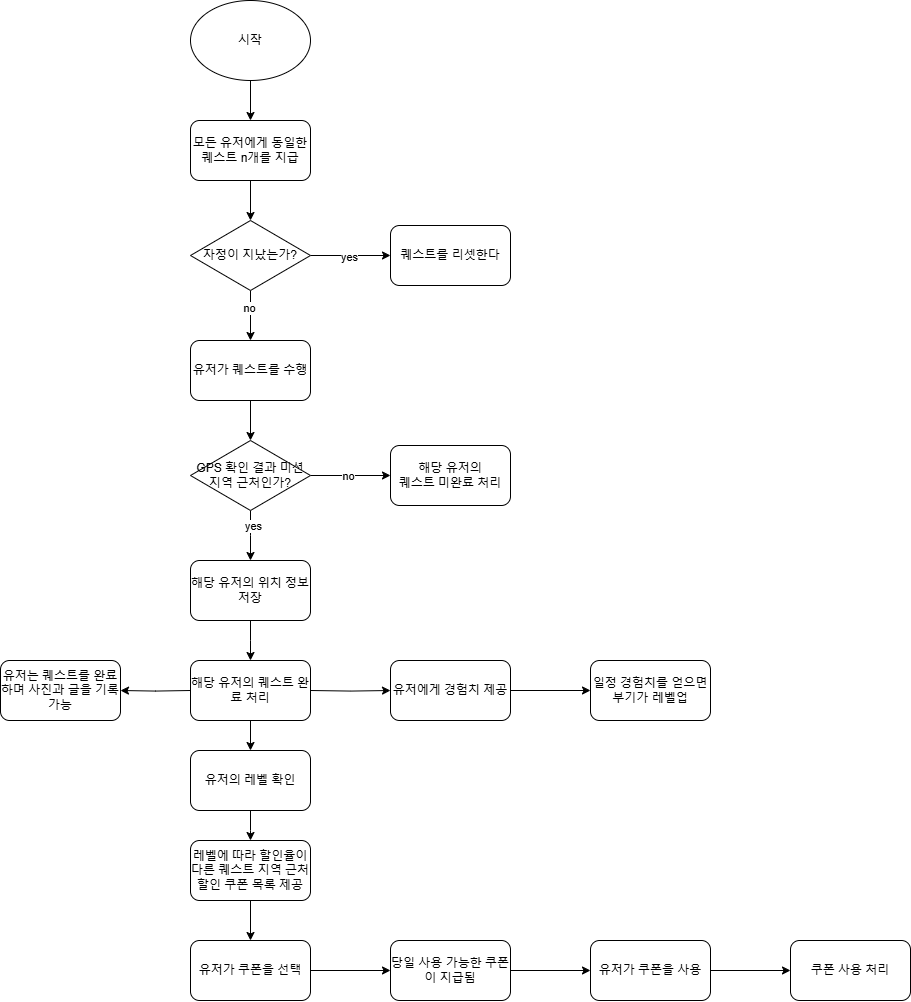 시작
모든 유저에게 동일한
퀘스트 n개를 지급
자정이 지났는가?
yes
퀘스트를 리셋한다
no
유저가 퀘스트를 수행
GPS 확인 결과 미션
지역 근처인가?
no
해당 유저의
퀘스트 미완료 처리
yes
해당 유저의 위치 정보
저장
유저는 퀘스트를 완료
하며 사진과 글을 기록
가능
해당 유저의 퀘스트 완
료 처리
유저에게 경험치 제공
일정 경험치를 얻으면
부기가 레벨업
유저의 레벨 확인
레벨에 따라 할인율이
다른 퀘스트 지역 근처
할인 쿠폰 목록 제공
유저가 쿠폰을 선택
당일 사용 가능한 쿠폰
이 지급됨
유저가 쿠폰을 사용
쿠폰 사용 처리